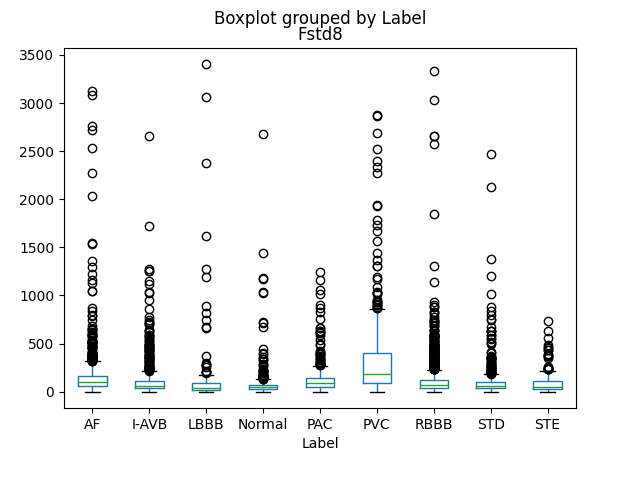 Boxplot grouped by Label
Fstd8
3500
3000
2500
2000
1500
1000
500
0
AF I-AVB LBBB Normal PAC PVC RBBB STD STE
Label